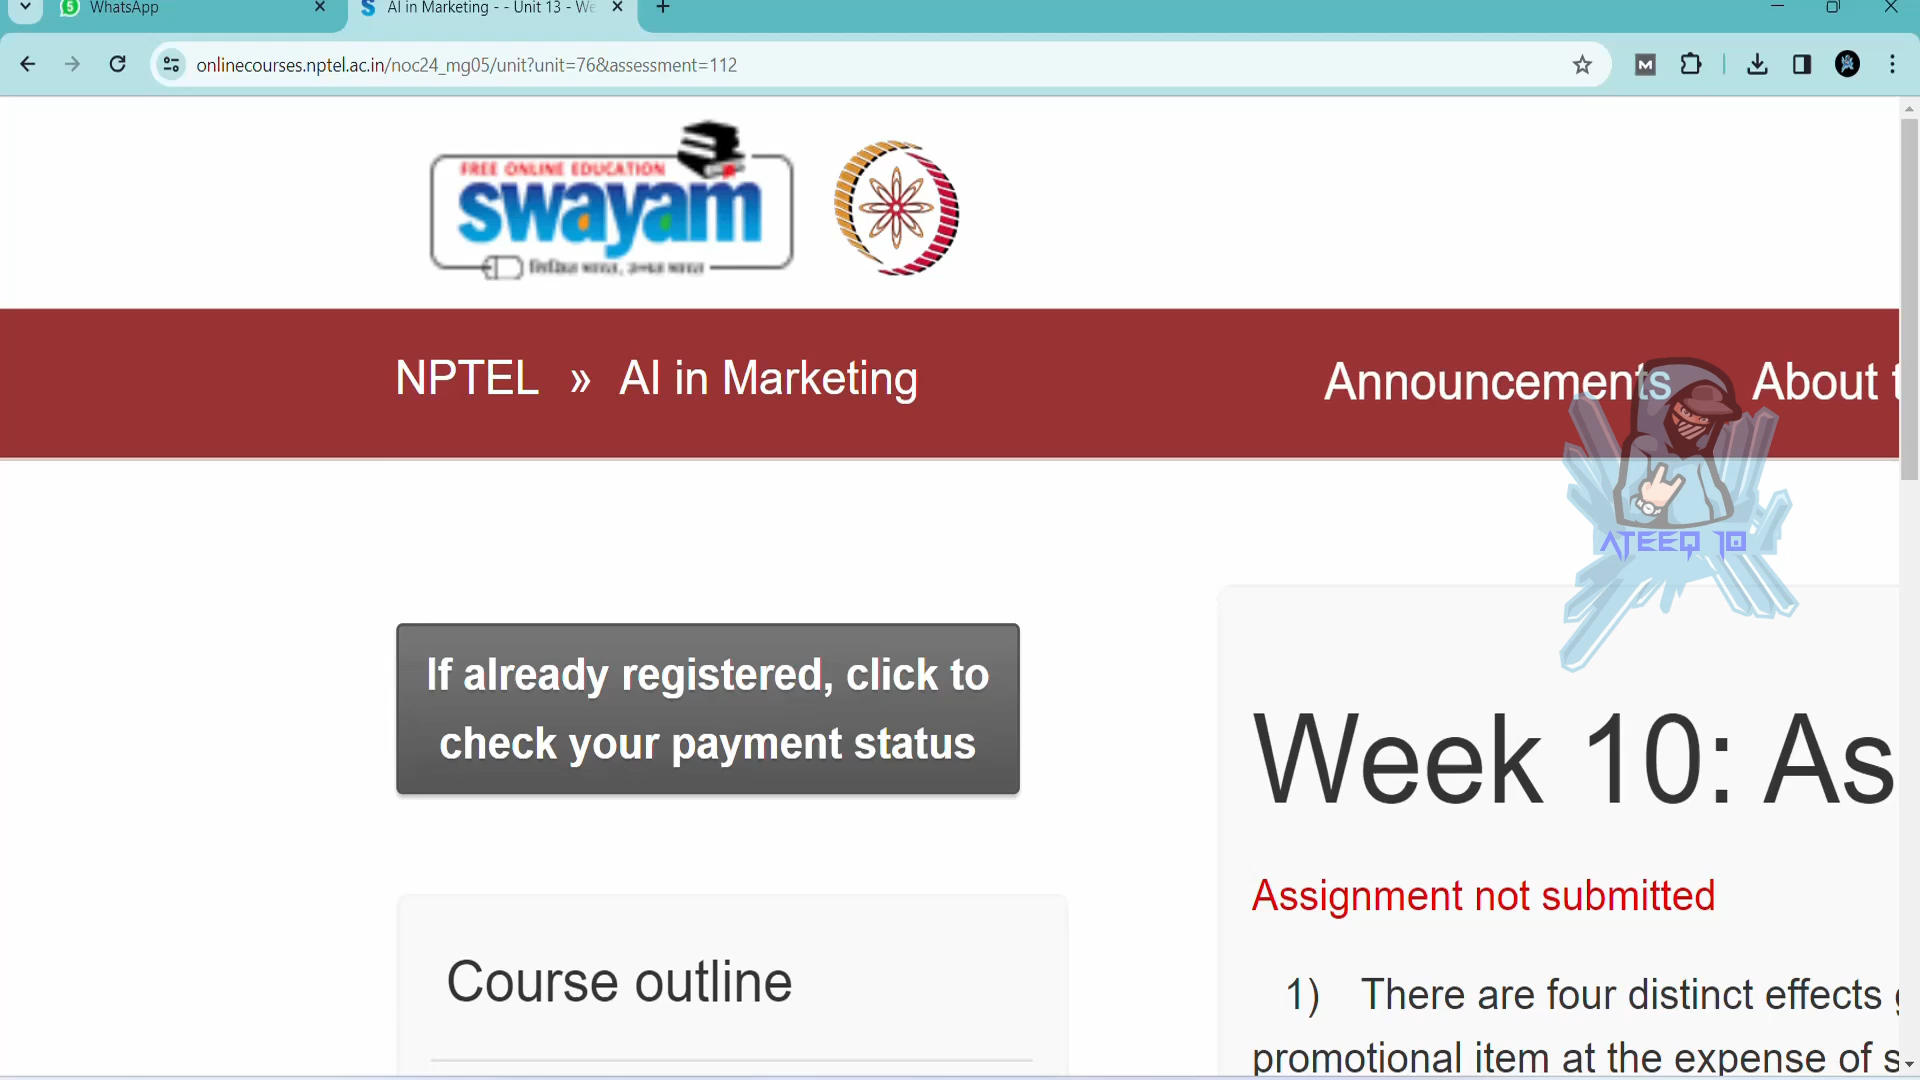 WhatsApp
AI in Marketing - - Unit 13 - We
onlinecourses.nptel.ac.in/noc24_mg05/unit?unit=76&assessment=112
FREE ONLINE EDUCATION
swayam
NPTEL » AI in Marketing
Announcements
About t
ATEEQ 10
If already registered, click to
check your payment status
Week 10: As
Assignment not submitted
Course outline
1) There are four distinct effects g
promotional item at the expense of s